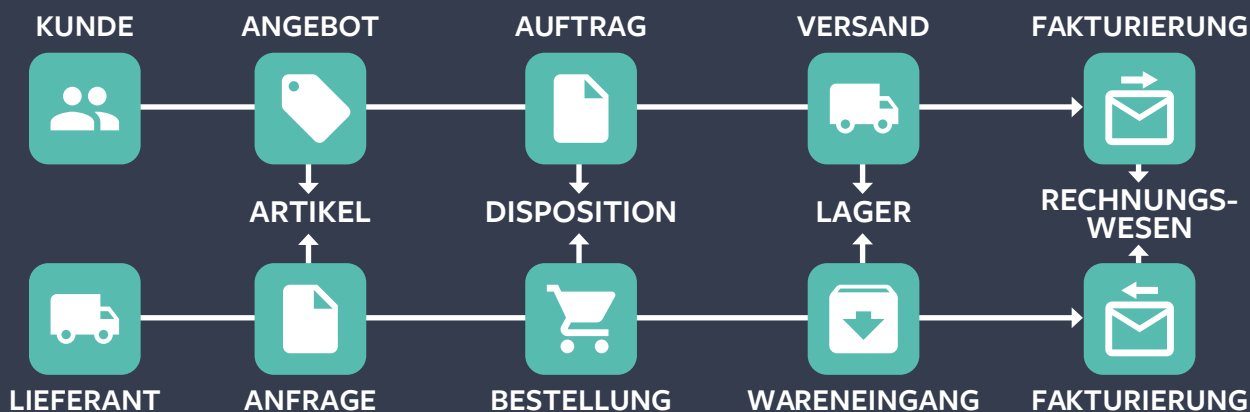 KUNDE ANGEBOT AUFTRAG VERSAND FAKTURIERUNG
ARTIKEL DISPOSITION LAGER RECHNUNGS-
WESEN
LIEFERANT ANFRAGE BESTELLUNG WARENEINGANG FAKTURIERUNG